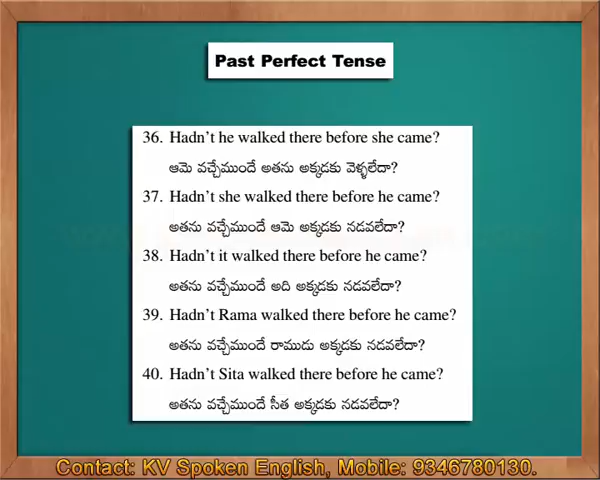 Past Perfect Tense
36. Hadn't he walked there before she came?
ఆమె వచ్చేముందే అతను అక్కడకు వెళ్ళలేదా?
37. Hadn't she walked there before he came?
అతను వచ్చేముందే ఆమె అక్కడకు నడవలేదా?
38. Hadn't it walked there before he came?
అతను వచ్చేముందే అది అక్కడకు నడవలేదా?
39. Hadn't Rama walked there before he came?
అతను వచ్చేముందే రాముడు అక్కడకు నడవలేదా?
40. Hadn't Sita walked there before he came?
అతను వచ్చేముందే సీత అక్కడకు నడవలేదా?
Contact: KV Spoken English, Mobile: 9346780130.